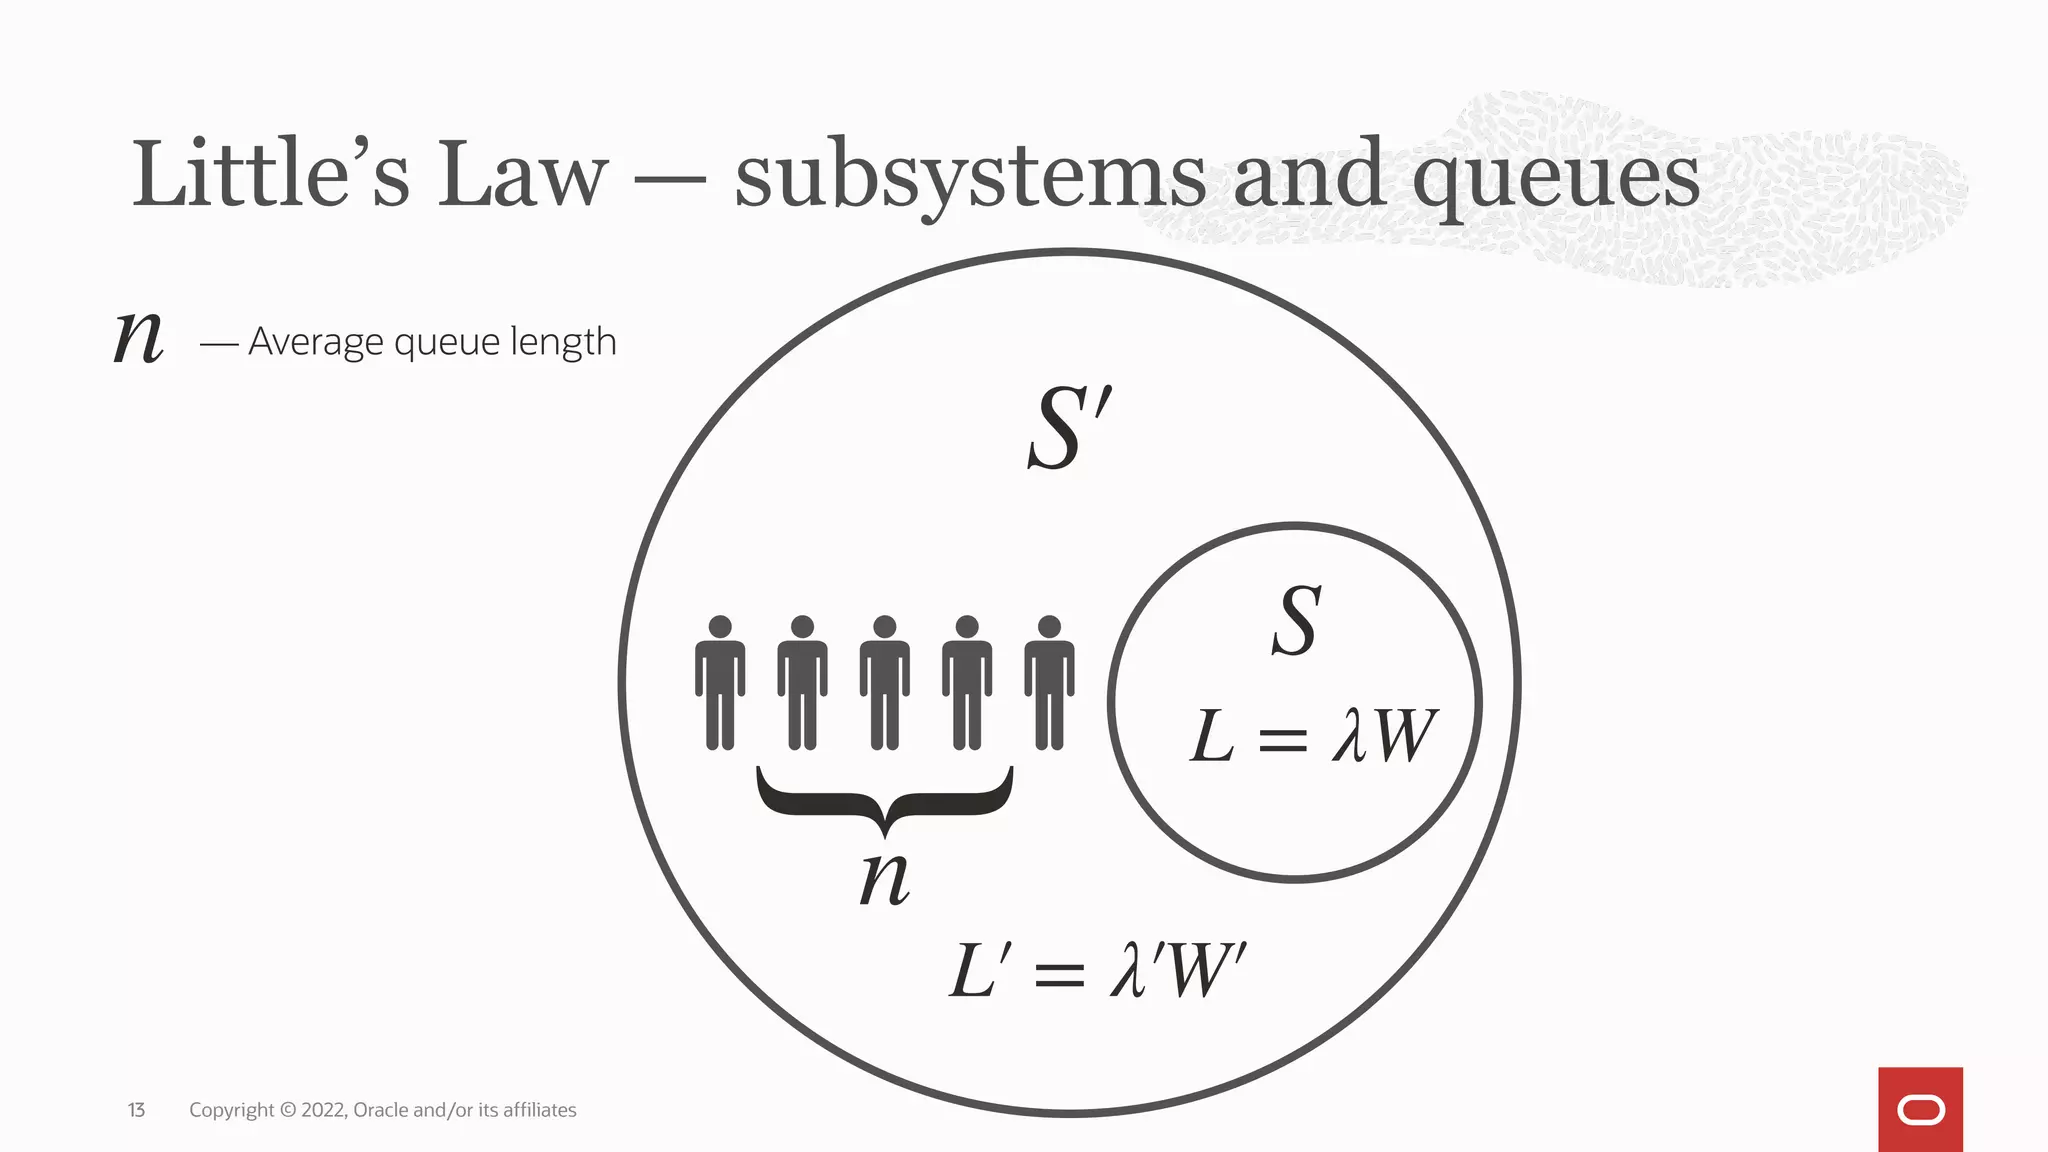 Little’s Law — subsystems and queues
n — Average queue length
S′
S
L = λW
n
L′ = λ′W′
13 Copyright © 2022, Oracle and/or its affiliates